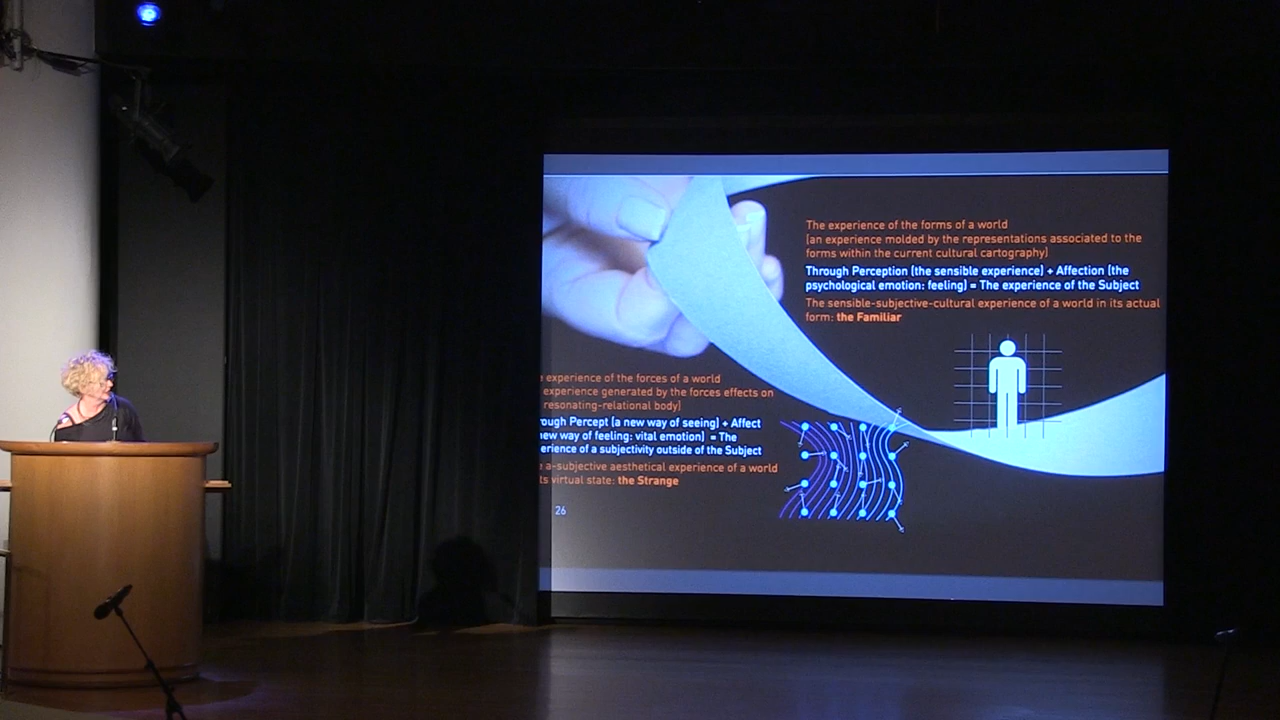 The experience of the forms of a world
(an experience molded by the representations associated to the
forms within the current cultural cartography)
Through Perception (the sensible experience) + Affection (the
psychological emotion: feeling) = The experience of the Subject
The sensible-subjective-cultural experience of a world in its actual
form: the Familiar
experience of the forces of a world
experience generated by the forces effects on
resonating-relational body)
rough Percept (a new way of seeing) + Affect
new way of feeling: vital emotion) = The
erience of a subjectivity outside of the Subject
a-subjective aesthetical experience of a world
ts virtual state: the Strange
26